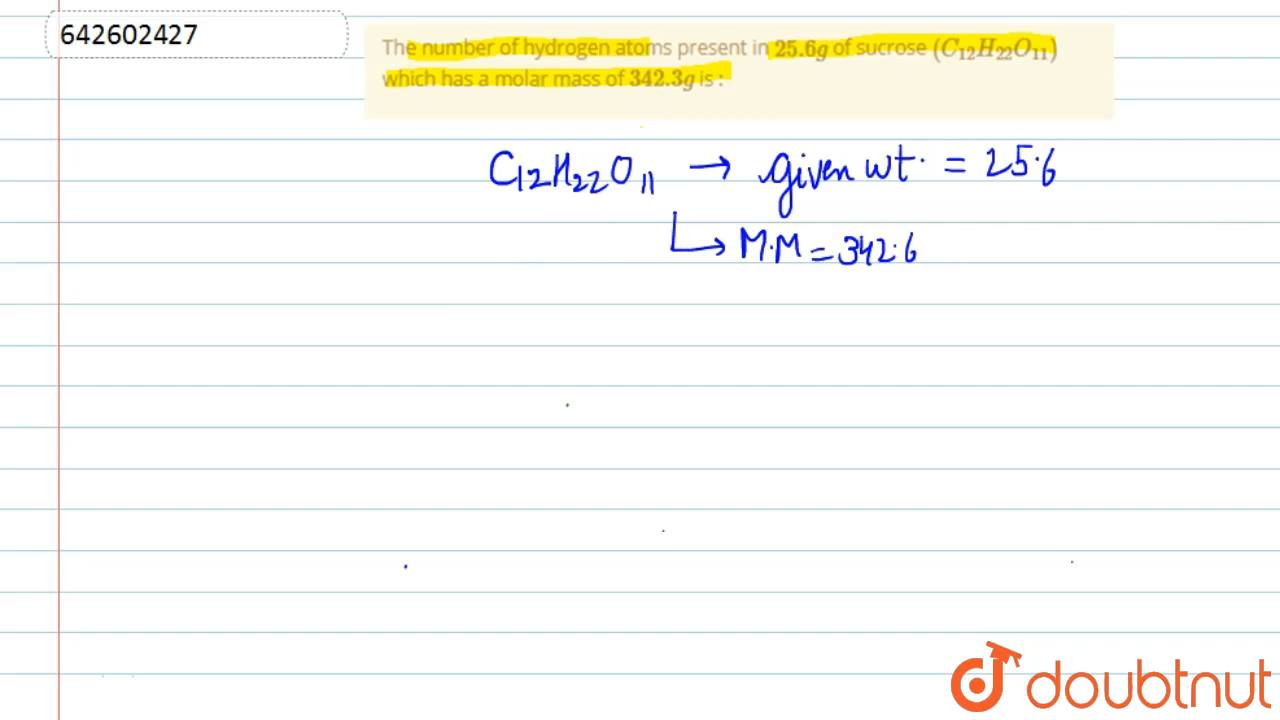 642602427
The number of hydrogen atoms present in 25.6g of sucrose (C₁₂H₂₂O₁₁)
which has a molar mass of 342.3g is :
C₁₂H₂₂O₁₁ → given wt. = 25.6
↳ M.M = 342.6
doubtnut